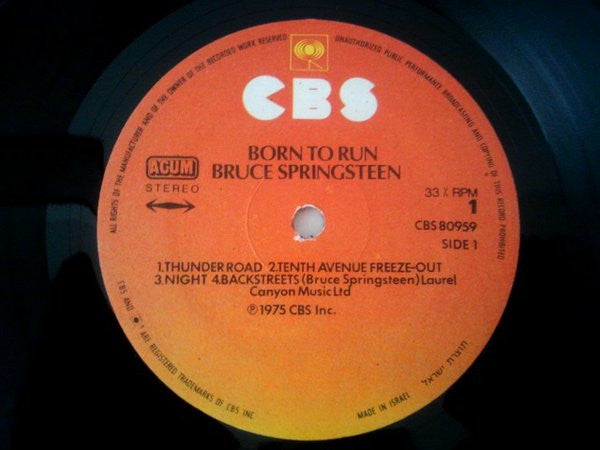 ALL RIGHTS OF THE MANUFACTURER AND OF THE OWNER OF THE RECORDED WORK RESERVED
UNAUTHORIZED PUBLIC PERFORMANCE BROADCASTING AND COPYING OF THIS RECORD PROHIBITED
CBS
BORN TO RUN
BRUCE SPRINGSTEEN
ACUM
STEREO
33⅓ RPM
1
CBS 80959
SIDE 1
1.THUNDER ROAD 2.TENTH AVENUE FREEZE-OUT
3.NIGHT 4.BACKSTREETS (Bruce Springsteen) Laurel
Canyon Music Ltd
℗ 1975 CBS Inc.
CBS AND ARE REGISTERED TRADEMARKS OF CBS INC
MADE IN ISRAEL
תוצרת ישראל